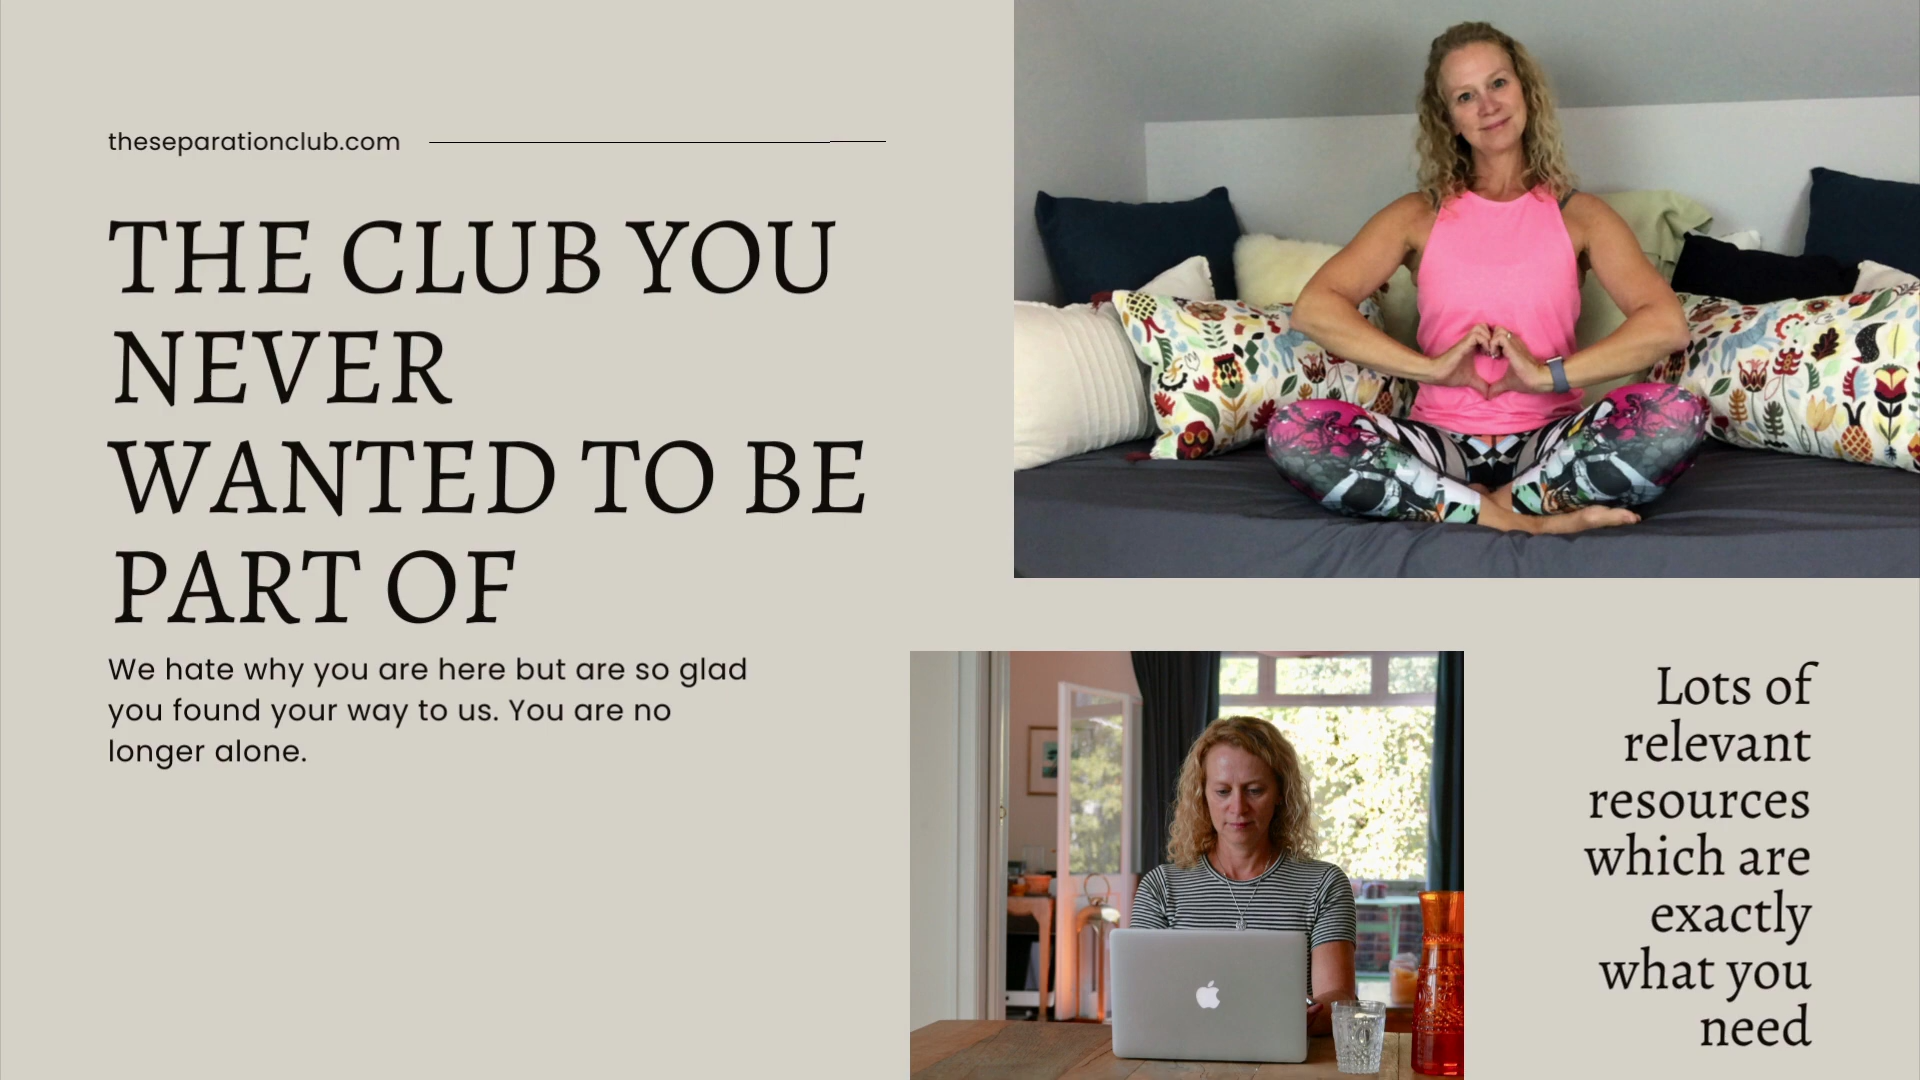 theseparationclub.com
THE CLUB YOU
NEVER
WANTED TO BE
PART OF
We hate why you are here but are so glad
you found your way to us. You are no
longer alone.
Lots of
relevant
resources
which are
exactly
what you
need